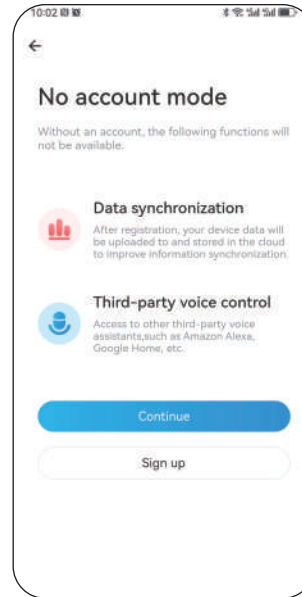 10:02
No account mode
Without an account, the following functions will
not be available.
Data synchronization
After registration, your device data will
be uploaded to and stored in the cloud
to improve information synchronization.
Third-party voice control
Access to other third-party voice
assistants,such as Amazon Alexa,
Google Home, etc.
Continue
Sign up